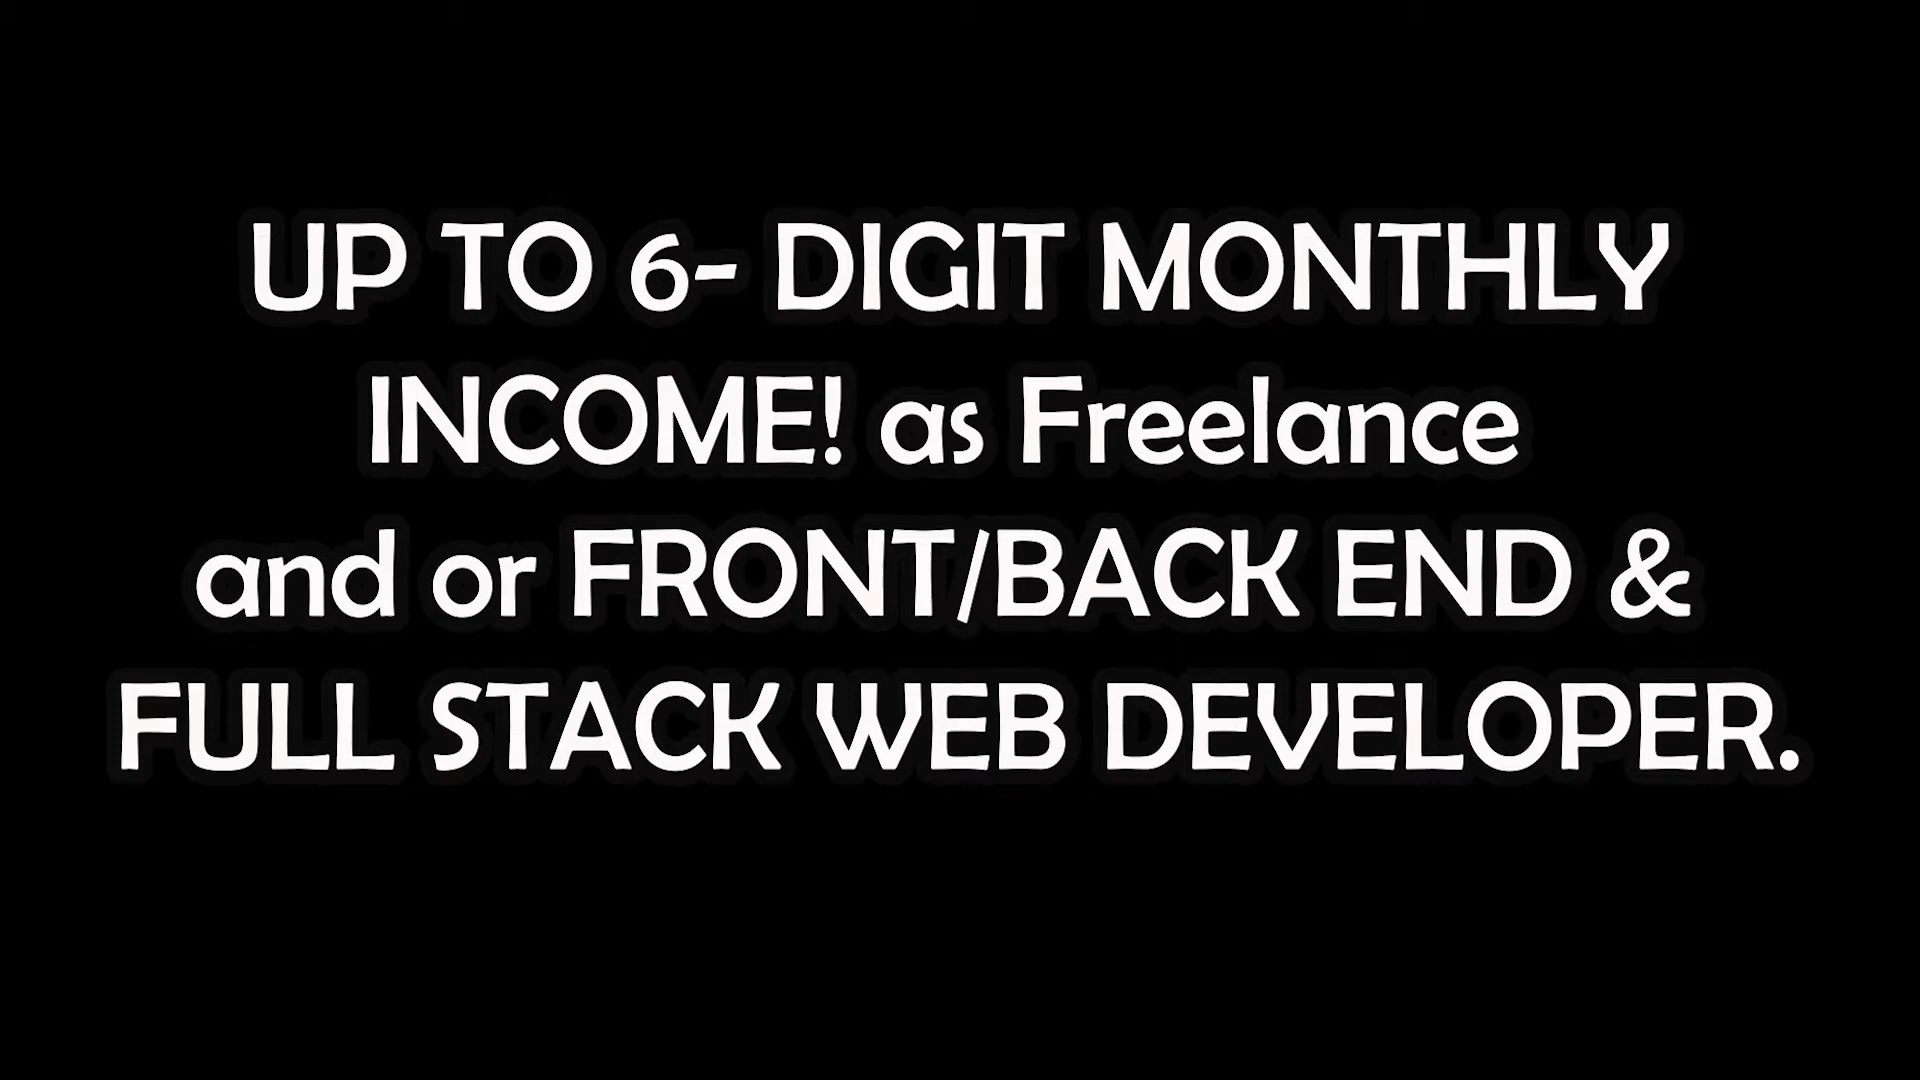 UP TO 6- DIGIT MONTHLY
INCOME! as Freelance
and or FRONT/BACK END &
FULL STACK WEB DEVELOPER.